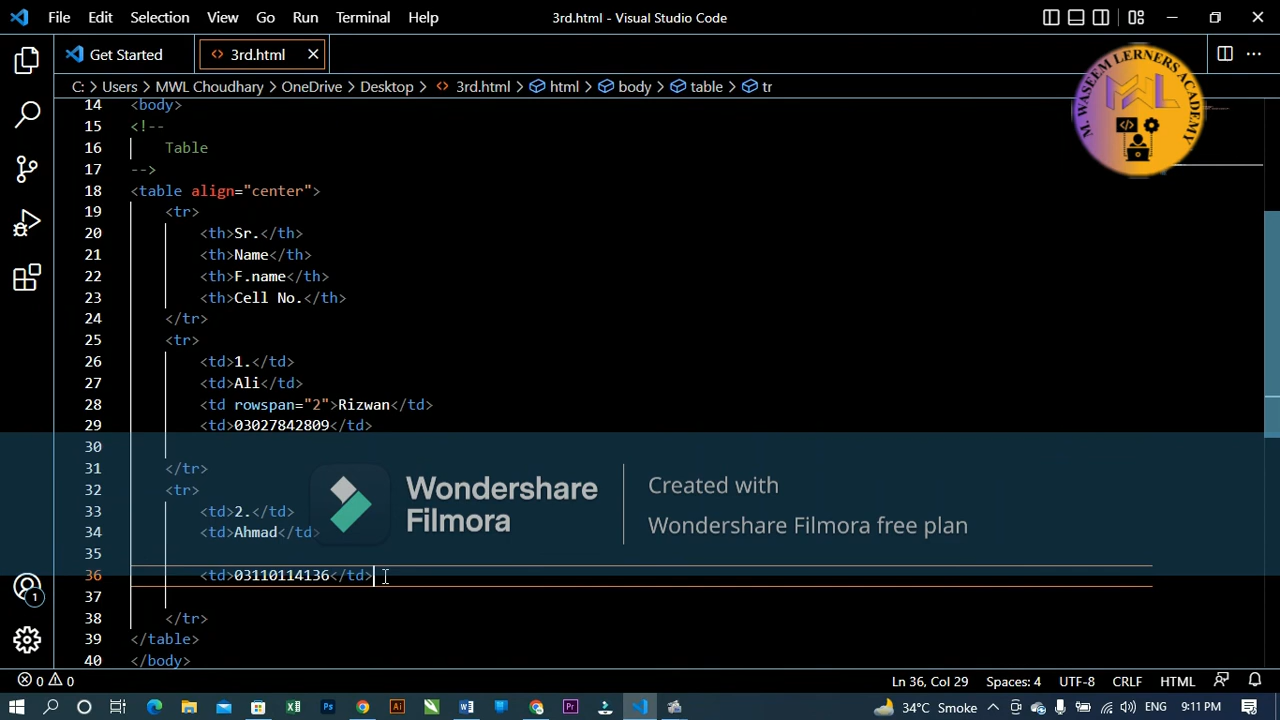 File Edit Selection View Go Run Terminal Help
3rd.html - Visual Studio Code
Get Started
3rd.html
C: > Users > MWL Choudhary > OneDrive > Desktop > 3rd.html > html > body > table > tr
14 <body>
15 <!--
16 Table
17 -->
18 <table align="center">
19 <tr>
20 <th>Sr.</th>
21 <th>Name</th>
22 <th>F.name</th>
23 <th>Cell No.</th>
24 </tr>
25 <tr>
26 <td>1.</td>
27 <td>Ali</td>
28 <td rowspan="2">Rizwan</td>
29 <td>03027842809</td>
30
31 </tr>
32 <tr>
33 <td>2.</td>
34 <td>Ahmad</td>
35
36 <td>03110114136</td>
37
38 </tr>
39 </table>
40 </body>
M. WASEEM LERNERS ACADEMY
MWL
Wondershare
Filmora
Created with
Wondershare Filmora free plan
1
0 0
Ln 36, Col 29 Spaces: 4 UTF-8 CRLF HTML
34°C Smoke
ENG 9:11 PM